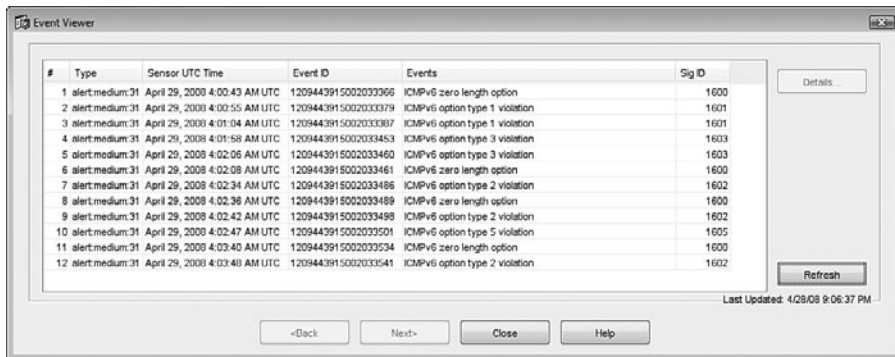 Event Viewer
# Type Sensor UTC Time Event ID Events Sig ID
1 alert:medium:31 April 29, 2008 4:00:43 AM UTC 1209443915002033366 ICMPv6 zero length option 1600
2 alert:medium:31 April 29, 2008 4:00:55 AM UTC 1209443915002033379 ICMPv6 option type 1 violation 1601
3 alert:medium:31 April 29, 2008 4:01:04 AM UTC 1209443915002033387 ICMPv6 option type 1 violation 1601
4 alert:medium:31 April 29, 2008 4:01:58 AM UTC 1209443915002033453 ICMPv6 option type 3 violation 1603
5 alert:medium:31 April 29, 2008 4:02:06 AM UTC 1209443915002033460 ICMPv6 option type 3 violation 1603
6 alert:medium:31 April 29, 2008 4:02:08 AM UTC 1209443915002033461 ICMPv6 zero length option 1600
7 alert:medium:31 April 29, 2008 4:02:34 AM UTC 1209443915002033486 ICMPv6 option type 2 violation 1602
8 alert:medium:31 April 29, 2008 4:02:36 AM UTC 1209443915002033489 ICMPv6 zero length option 1600
9 alert:medium:31 April 29, 2008 4:02:42 AM UTC 1209443915002033498 ICMPv6 option type 2 violation 1602
10 alert:medium:31 April 29, 2008 4:02:47 AM UTC 1209443915002033501 ICMPv6 option type 5 violation 1605
11 alert:medium:31 April 29, 2008 4:03:40 AM UTC 1209443915002033534 ICMPv6 zero length option 1600
12 alert:medium:31 April 29, 2008 4:03:48 AM UTC 1209443915002033541 ICMPv6 option type 2 violation 1602
Details...
Refresh
Last Updated: 4/28/08 9:06:37 PM
<Back Next> Close Help